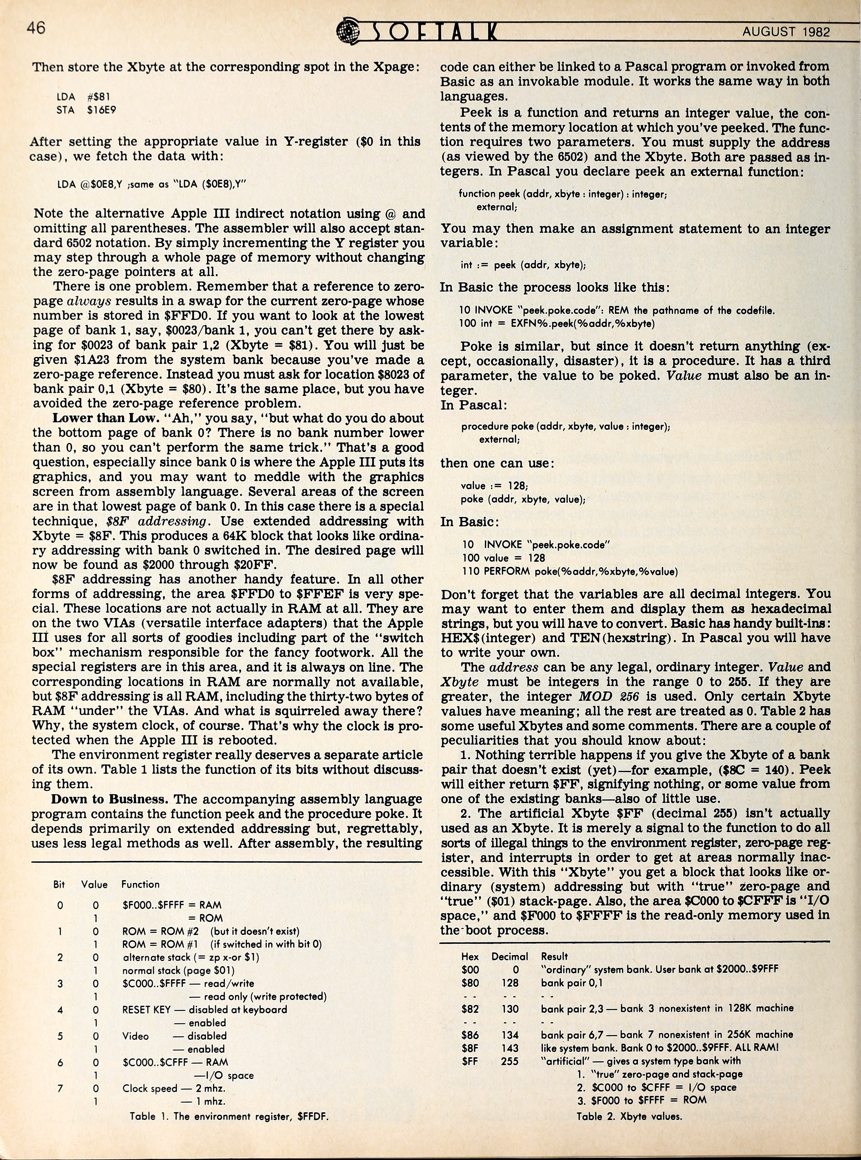 46
SOFTALK
AUGUST 1982
Then store the Xbyte at the corresponding spot in the Xpage:
LDA #$81
STA $16E9
After setting the appropriate value in Y-register ($0 in this
case), we fetch the data with:
LDA @$0E8,Y ;same as "LDA ($0E8),Y"
Note the alternative Apple III indirect notation using @ and
omitting all parentheses. The assembler will also accept stan-
dard 6502 notation. By simply incrementing the Y register you
may step through a whole page of memory without changing
the zero-page pointers at all.
There is one problem. Remember that a reference to zero-
page always results in a swap for the current zero-page whose
number is stored in $FFD0. If you want to look at the lowest
page of bank 1, say, $0023/bank 1, you can't get there by ask-
ing for $0023 of bank pair 1,2 (Xbyte = $81). You will just be
given $1A23 from the system bank because you've made a
zero-page reference. Instead you must ask for location $8023 of
bank pair 0,1 (Xbyte = $80). It's the same place, but you have
avoided the zero-page reference problem.
Lower than Low. "Ah," you say, "but what do you do about
the bottom page of bank 0? There is no bank number lower
than 0, so you can't perform the same trick." That's a good
question, especially since bank 0 is where the Apple III puts its
graphics, and you may want to meddle with the graphics
screen from assembly language. Several areas of the screen
are in that lowest page of bank 0. In this case there is a special
technique, $8F addressing. Use extended addressing with
Xbyte = $8F. This produces a 64K block that looks like ordina-
ry addressing with bank 0 switched in. The desired page will
now be found as $2000 through $20FF.
$8F addressing has another handy feature. In all other
forms of addressing, the area $FFD0 to $FFEF is very spe-
cial. These locations are not actually in RAM at all. They are
on the two VIAs (versatile interface adapters) that the Apple
III uses for all sorts of goodies including part of the "switch
box" mechanism responsible for the fancy footwork. All the
special registers are in this area, and it is always on line. The
corresponding locations in RAM are normally not available,
but $8F addressing is all RAM, including the thirty-two bytes of
RAM "under" the VIAs. And what is squirreled away there?
Why, the system clock, of course. That's why the clock is pro-
tected when the Apple III is rebooted.
The environment register really deserves a separate article
of its own. Table 1 lists the function of its bits without discuss-
ing them.
Down to Business. The accompanying assembly language
program contains the function peek and the procedure poke. It
depends primarily on extended addressing but, regrettably,
uses less legal methods as well. After assembly, the resulting
Bit Value Function
0 0 $F000..$FFFF = RAM
1 = ROM
1 0 ROM = ROM #2 (but it doesn't exist)
1 ROM = ROM #1 (if switched in with bit 0)
2 0 alternate stack (= zp x-or $1)
1 normal stack (page $01)
3 0 $C000..$CFFF — read/write
1 — read only (write protected)
4 0 RESET KEY — disabled at keyboard
1 — enabled
5 0 Video — disabled
1 — enabled
6 0 $C000..$CFFF — RAM
1 —I/O space
7 0 Clock speed — 2 mhz.
1 — 1 mhz.
Table 1. The environment register, $FFDF.
code can either be linked to a Pascal program or invoked from
Basic as an invokable module. It works the same way in both
languages.
Peek is a function and returns an integer value, the con-
tents of the memory location at which you've peeked. The func-
tion requires two parameters. You must supply the address
(as viewed by the 6502) and the Xbyte. Both are passed as in-
tegers. In Pascal you declare peek an external function:
function peek (addr, xbyte : integer) : integer;
external;
You may then make an assignment statement to an integer
variable:
int := peek (addr, xbyte);
In Basic the process looks like this:
10 INVOKE "peek.poke.code": REM the pathname of the codefile.
100 int = EXFN%.peek(%addr,%xbyte)
Poke is similar, but since it doesn't return anything (ex-
cept, occasionally, disaster), it is a procedure. It has a third
parameter, the value to be poked. Value must also be an in-
teger.
In Pascal:
procedure poke (addr, xbyte, value : integer);
external;
then one can use:
value := 128;
poke (addr, xbyte, value);
In Basic:
10 INVOKE "peek.poke.code"
100 value = 128
110 PERFORM poke(%addr,%xbyte,%value)
Don't forget that the variables are all decimal integers. You
may want to enter them and display them as hexadecimal
strings, but you will have to convert. Basic has handy built-ins:
HEX$(integer) and TEN(hexstring). In Pascal you will have
to write your own.
The address can be any legal, ordinary integer. Value and
Xbyte must be integers in the range 0 to 255. If they are
greater, the integer MOD 256 is used. Only certain Xbyte
values have meaning; all the rest are treated as 0. Table 2 has
some useful Xbytes and some comments. There are a couple of
peculiarities that you should know about:
1. Nothing terrible happens if you give the Xbyte of a bank
pair that doesn't exist (yet)—for example, ($8C = 140). Peek
will either return $FF, signifying nothing, or some value from
one of the existing banks—also of little use.
2. The artificial Xbyte $FF (decimal 255) isn't actually
used as an Xbyte. It is merely a signal to the function to do all
sorts of illegal things to the environment register, zero-page reg-
ister, and interrupts in order to get at areas normally inac-
cessible. With this "Xbyte" you get a block that looks like or-
dinary (system) addressing but with "true" zero-page and
"true" ($01) stack-page. Also, the area $C000 to $CFFF is "I/O
space," and $F000 to $FFFF is the read-only memory used in
the boot process.
Hex Decimal Result
$00 0 "ordinary" system bank. User bank at $2000..$9FFF
$80 128 bank pair 0,1
- - - -
$82 130 bank pair 2,3 — bank 3 nonexistent in 128K machine
- - - -
$86 134 bank pair 6,7 — bank 7 nonexistent in 256K machine
$8F 143 like system bank. Bank 0 to $2000..$9FFF. ALL RAM!
$FF 255 "artificial" — gives a system type bank with
1. "true" zero-page and stack-page
2. $C000 to $CFFF = I/O space
3. $F000 to $FFFF = ROM
Table 2. Xbyte values.